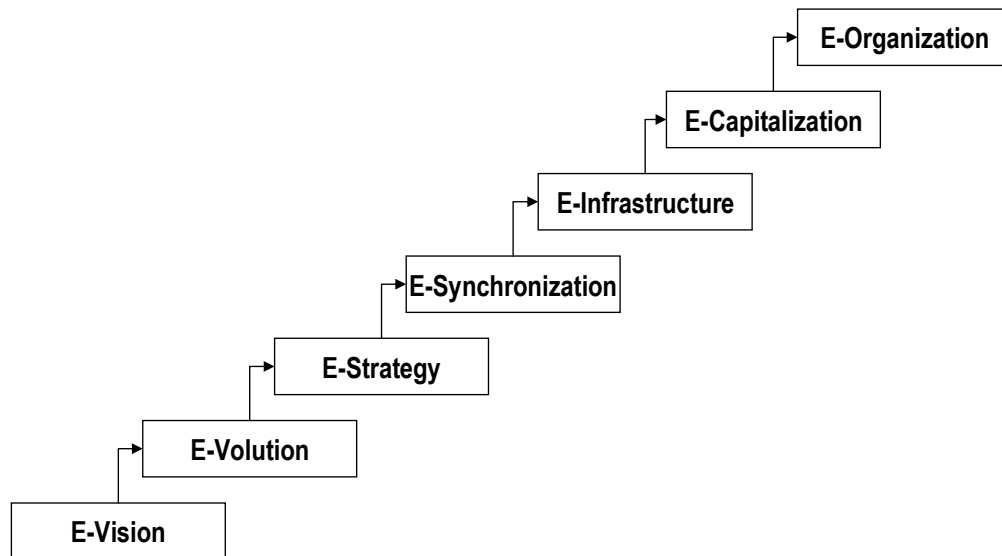 E-Organization
E-Capitalization
E-Infrastructure
E-Synchronization
E-Strategy
E-Volution
E-Vision